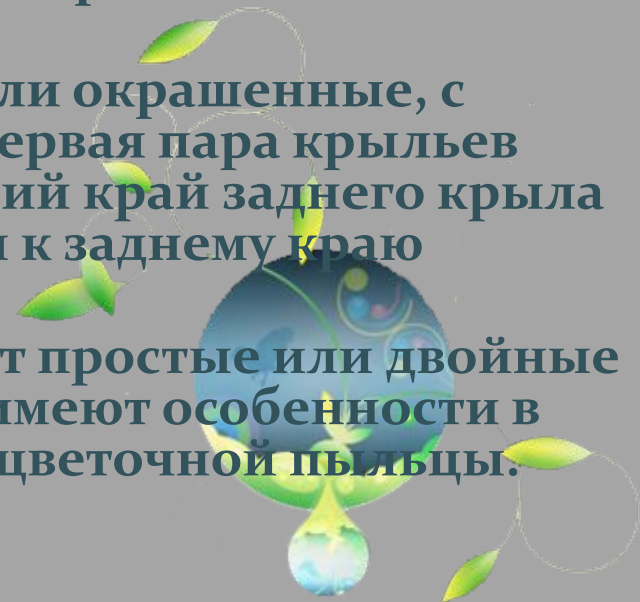 ли окрашенные, с
ервая пара крыльев
ий край заднего крыла
к заднему краю
т простые или двойные
имеют особенности в
цветочной пыльцы.